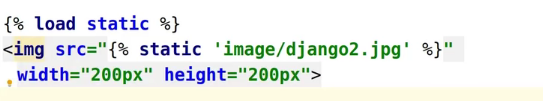 {% load static %}
<img src="{% static 'image/django2.jpg' %}"
width="200px" height="200px">